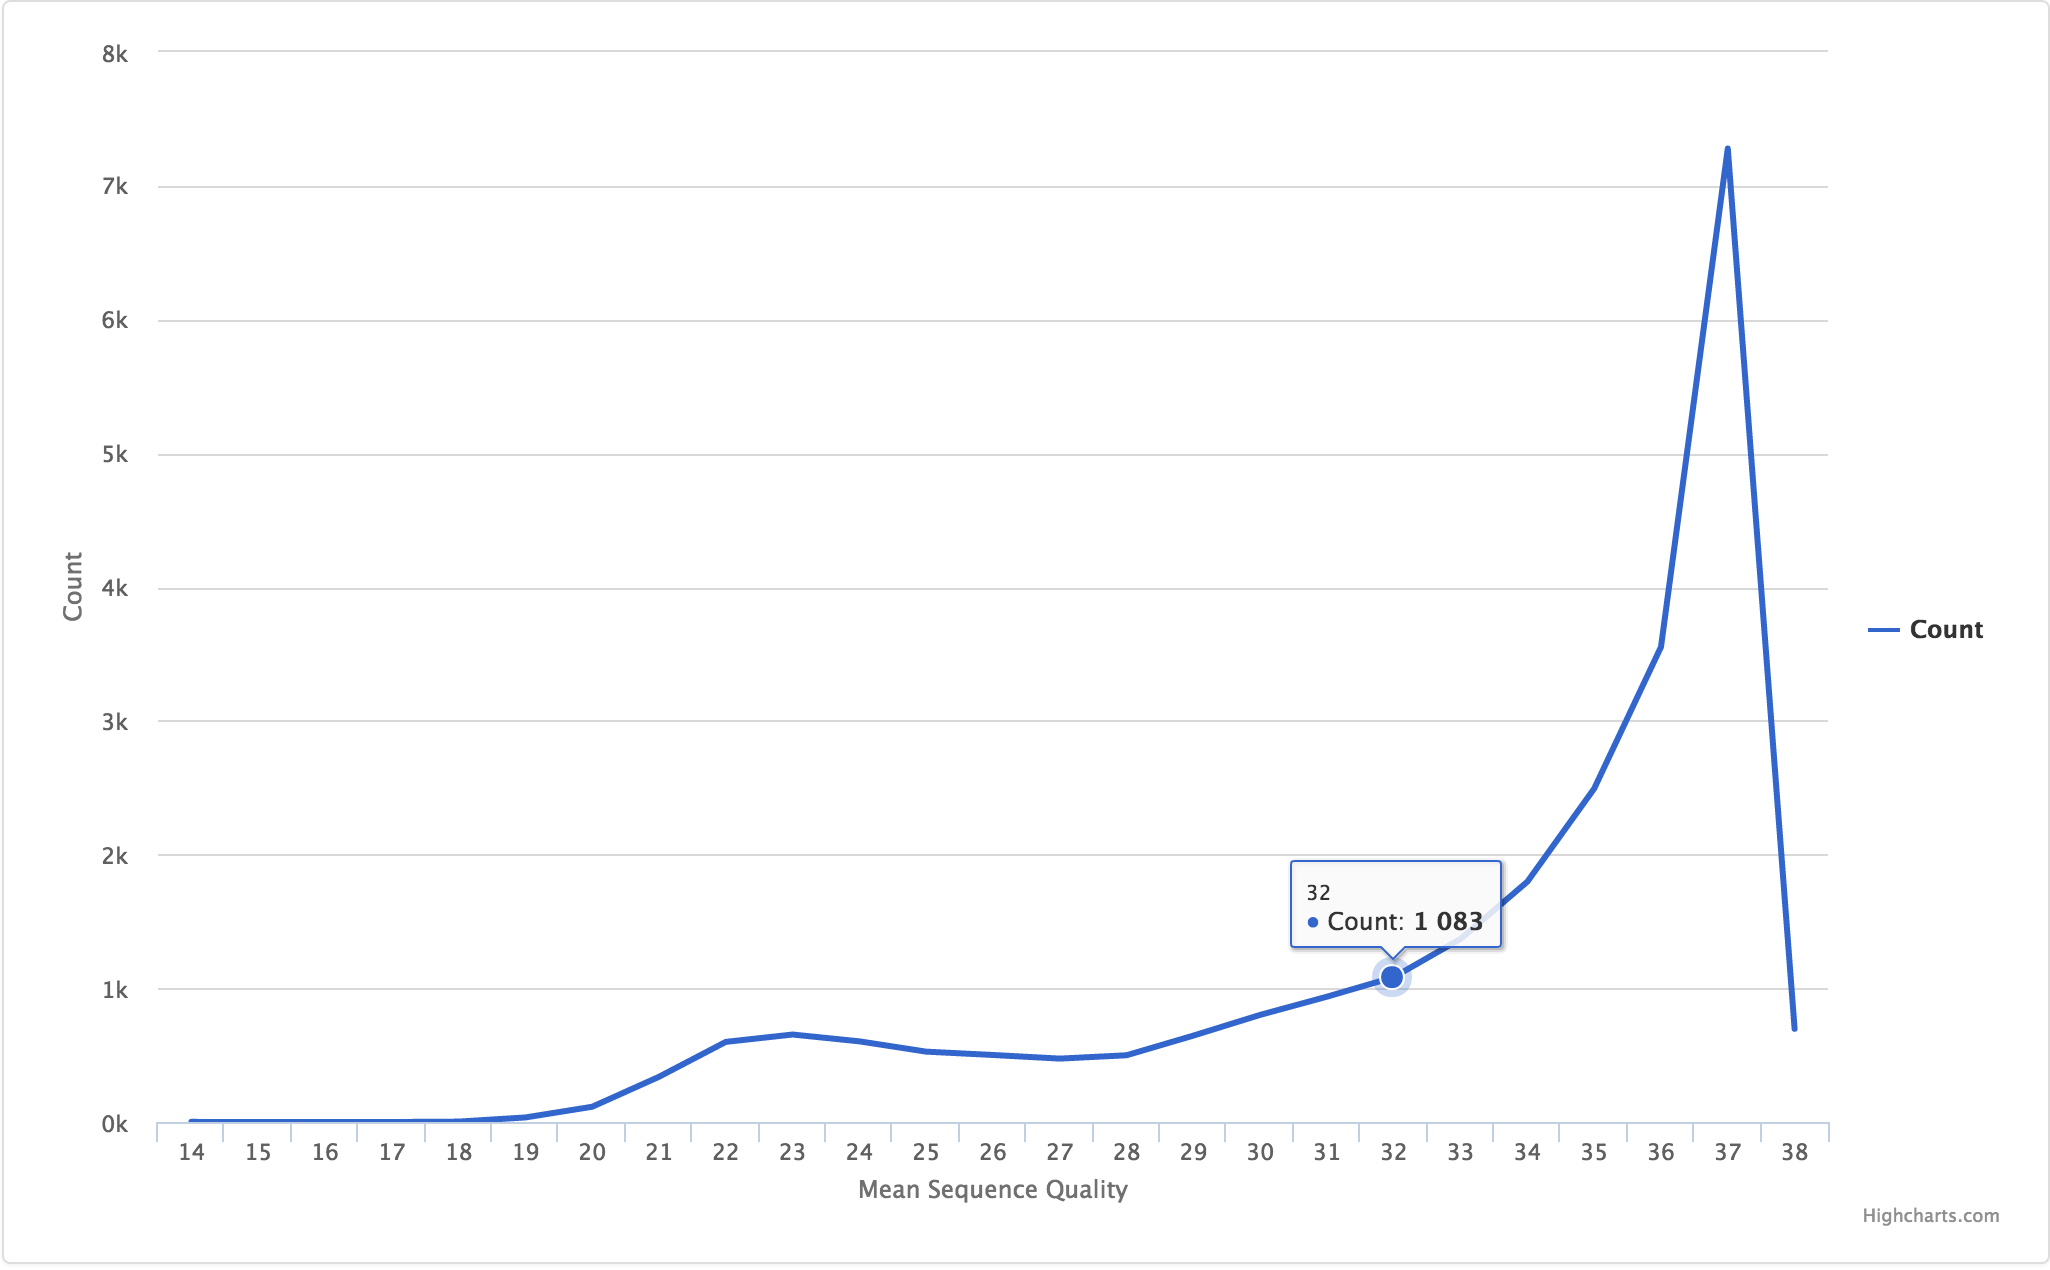 8k
7k
6k
5k
4k
3k
2k
1k
0k
Count
32
Count: 1 083
Count
14 15 16 17 18 19 20 21 22 23 24 25 26 27 28 29 30 31 32 33 34 35 36 37 38
Mean Sequence Quality
Highcharts.com